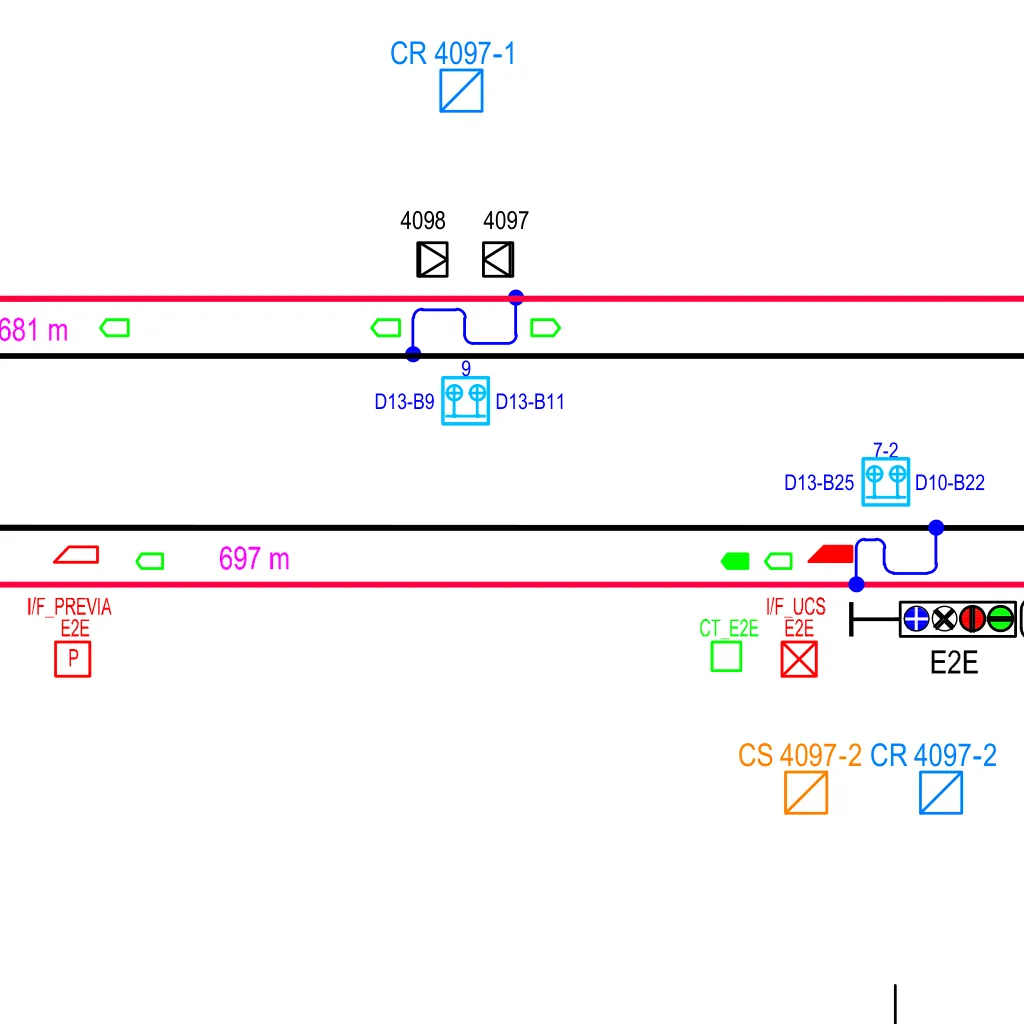 CR 4097-1
4098
4097
681 m
9
D13-B9
D13-B11
7-2
D13-B25
D10-B22
697 m
I/F_PREVIA
E2E
P
CT_E2E
I/F_UCS
E2E
E2E
CS 4097-2
CR 4097-2